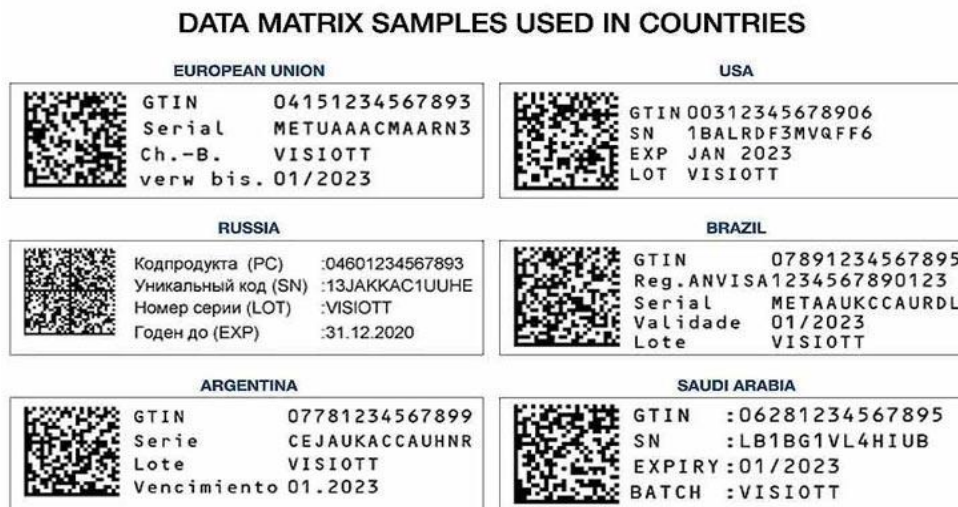 DATA MATRIX SAMPLES USED IN COUNTRIES
EUROPEAN UNION
GTIN 04151234567893
Serial METUAAACMAARN3
Ch.-B. VISIOTT
verw bis. 01/2023
USA
GTIN 00312345678906
SN 1BALRDF3MVQFF6
EXP JAN 2023
LOT VISIOTT
RUSSIA
Кодпродукта (PC) :04601234567893
Уникальный код (SN) :13JAKKAC1UUHE
Номер серии (LOT) :VISIOTT
Годен до (EXP) :31.12.2020
BRAZIL
GTIN 07891234567895
Reg.ANVISA 1234567890123
Serial METAAUKCCAURDL
Validade 01/2023
Lote VISIOTT
ARGENTINA
GTIN 07781234567899
Serie CEJAUKACCAUHNR
Lote VISIOTT
Vencimiento 01.2023
SAUDI ARABIA
GTIN :06281234567895
SN :LB1BG1VL4HIUB
EXPIRY :01/2023
BATCH :VISIOTT